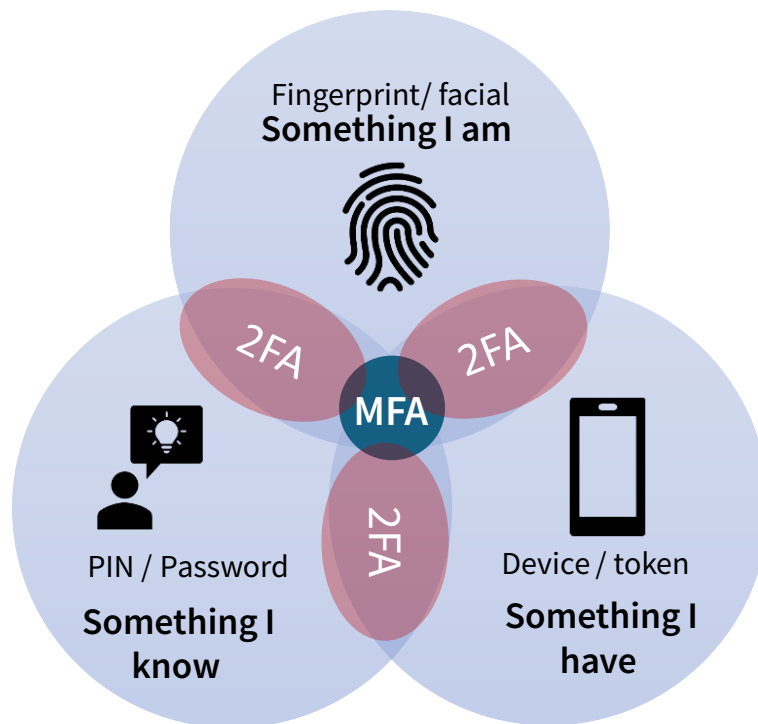 Fingerprint/ facial
Something I am
2FA
2FA
MFA
2FA
PIN / Password
Something I
know
Device / token
Something I
have